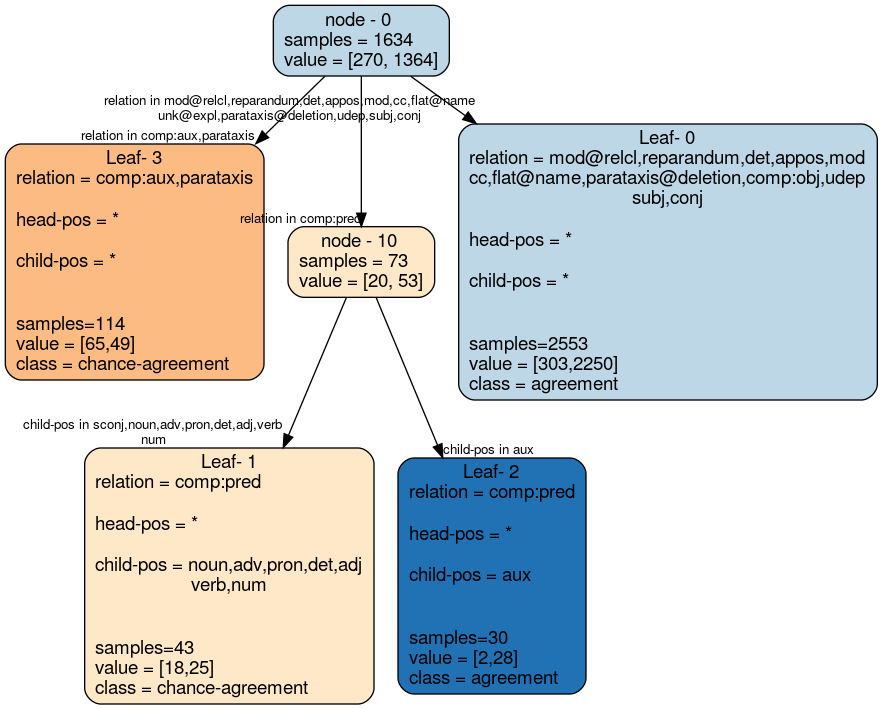 node - 0
samples = 1634
value = [270, 1364]
relation in mod@relcl,reparandum,det,appos,mod,cc,flat@name
unk@expl,parataxis@deletion,udep,subj,conj
relation in comp:aux,parataxis
Leaf- 3
relation = comp:aux,parataxis
head-pos = *
child-pos = *
samples=114
value = [65,49]
class = chance-agreement
relation in comp:pred
node - 10
samples = 73
value = [20, 53]
Leaf- 0
relation = mod@relcl,reparandum,det,appos,mod
cc,flat@name,parataxis@deletion,comp:obj,udep
subj,conj
head-pos = *
child-pos = *
samples=2553
value = [303,2250]
class = agreement
child-pos in sconj,noun,adv,pron,det,adj,verb
num
Leaf- 1
relation = comp:pred
head-pos = *
child-pos = noun,adv,pron,det,adj
verb,num
samples=43
value = [18,25]
class = chance-agreement
child-pos in aux
Leaf- 2
relation = comp:pred
head-pos = *
child-pos = aux
samples=30
value = [2,28]
class = agreement